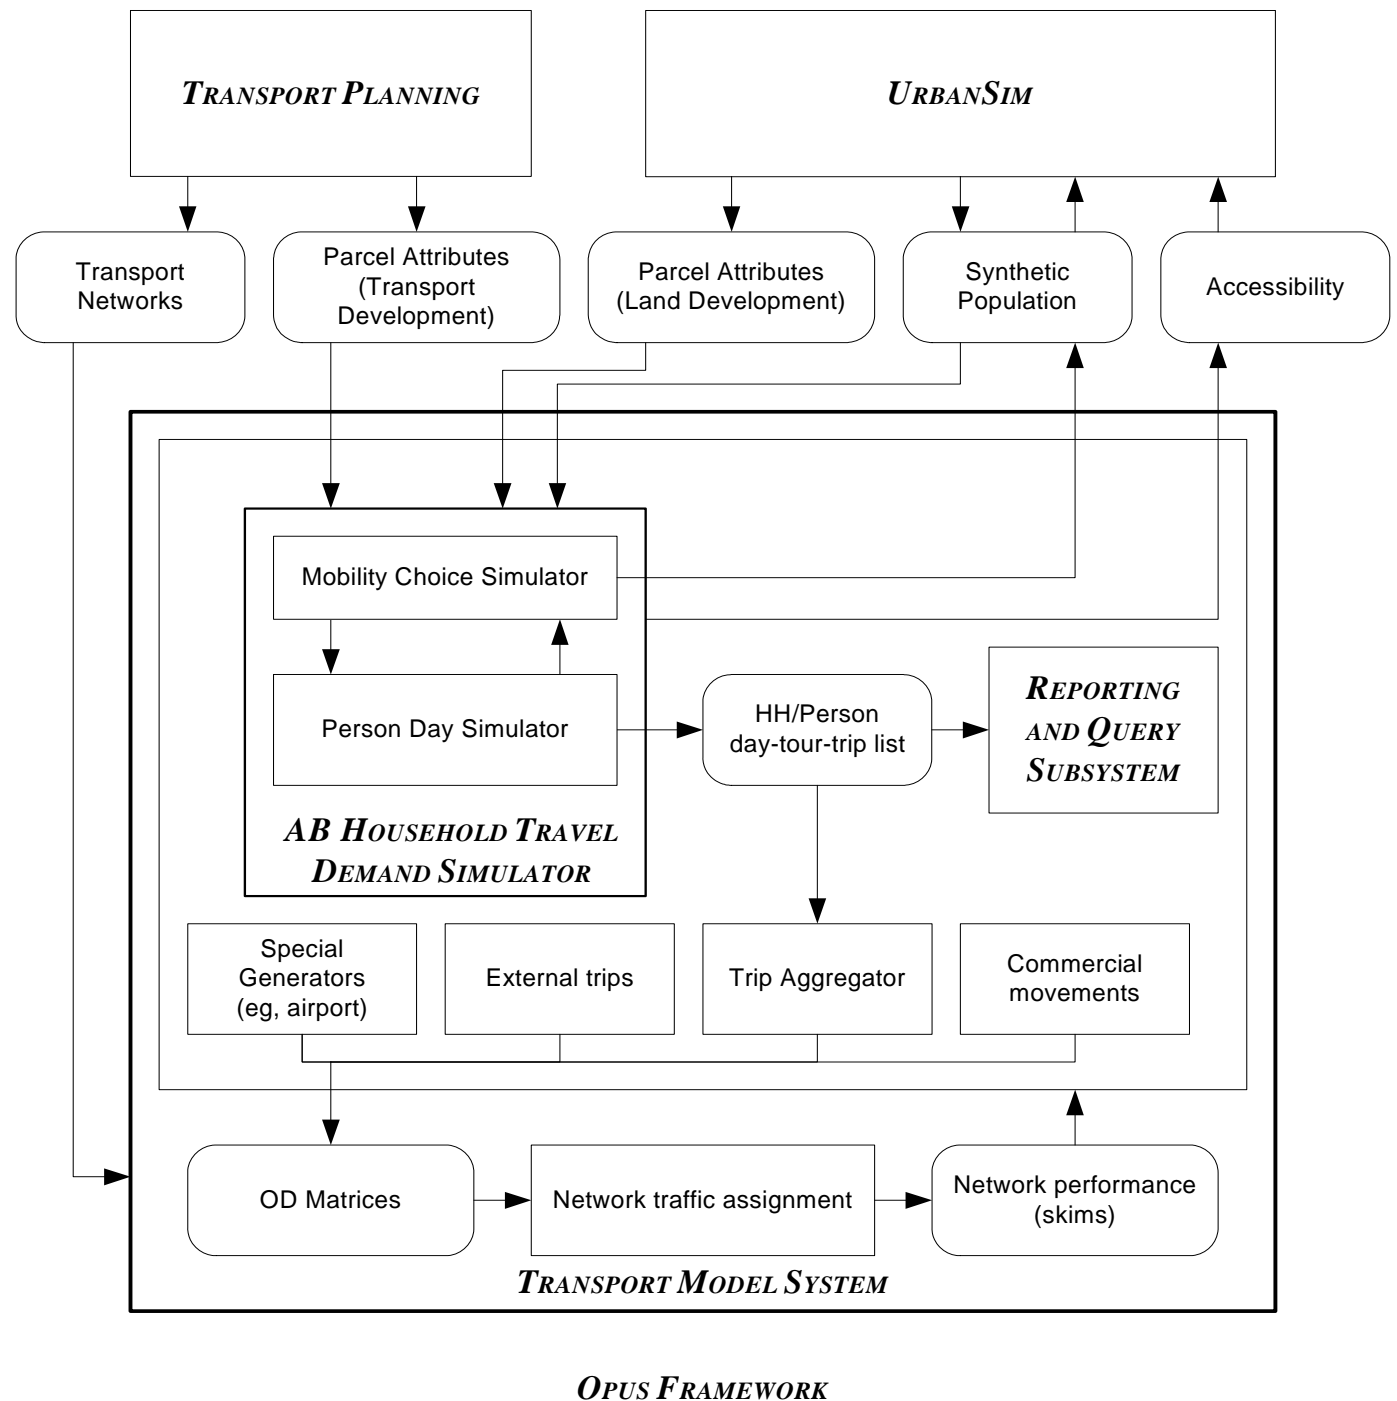 TRANSPORT PLANNING
URBANSIM
Transport
Networks
Parcel Attributes
(Transport
Development)
Parcel Attributes
(Land Development)
Synthetic
Population
Accessibility
Mobility Choice Simulator
Person Day Simulator
AB HOUSEHOLD TRAVEL
DEMAND SIMULATOR
HH/Person
day-tour-trip list
REPORTING
AND QUERY
SUBSYSTEM
Special
Generators
(eg, airport)
External trips
Trip Aggregator
Commercial
movements
OD Matrices
Network traffic assignment
Network performance
(skims)
TRANSPORT MODEL SYSTEM
OPUS FRAMEWORK